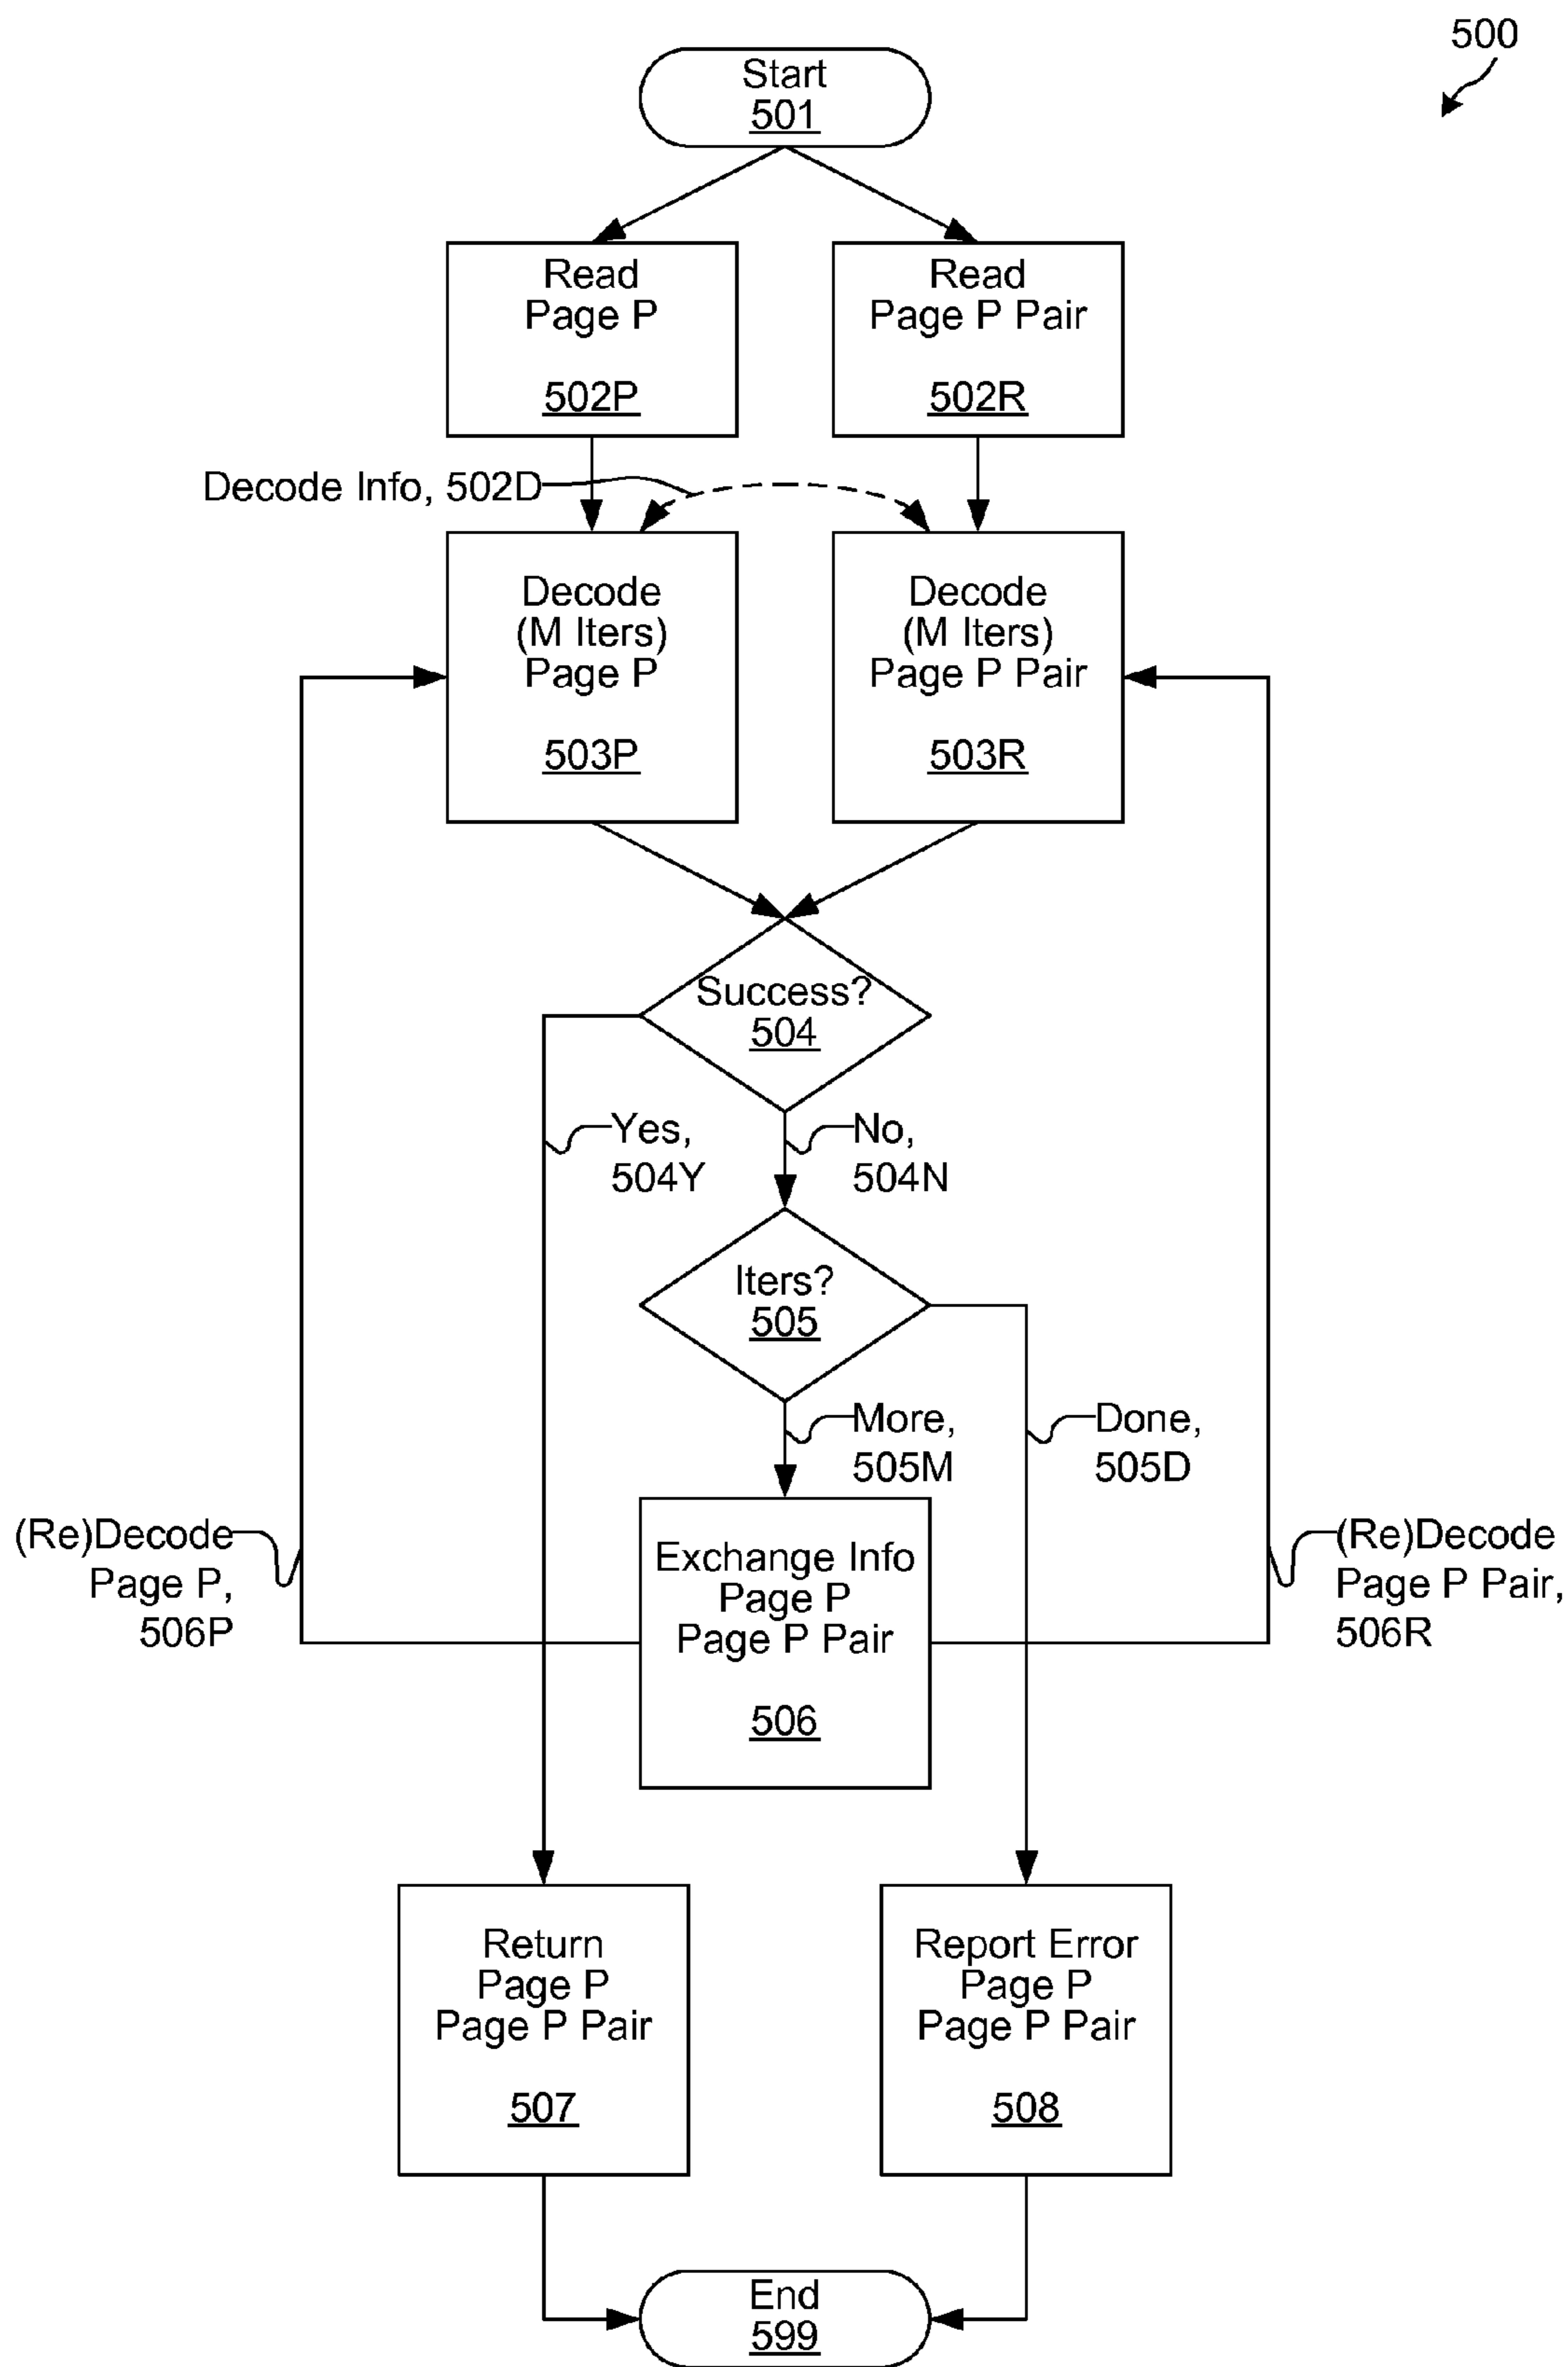 500
Start
501
Read
Page P
502P
Read
Page P Pair
502R
Decode Info, 502D
Decode
(M Iters)
Page P
503P
Decode
(M Iters)
Page P Pair
503R
Success?
504
Yes,
504Y
No,
504N
Iters?
505
More,
505M
Done,
505D
(Re)Decode
Page P,
506P
Exchange Info
Page P
Page P Pair
506
(Re)Decode
Page P Pair,
506R
Return
Page P
Page P Pair
507
Report Error
Page P
Page P Pair
508
End
599